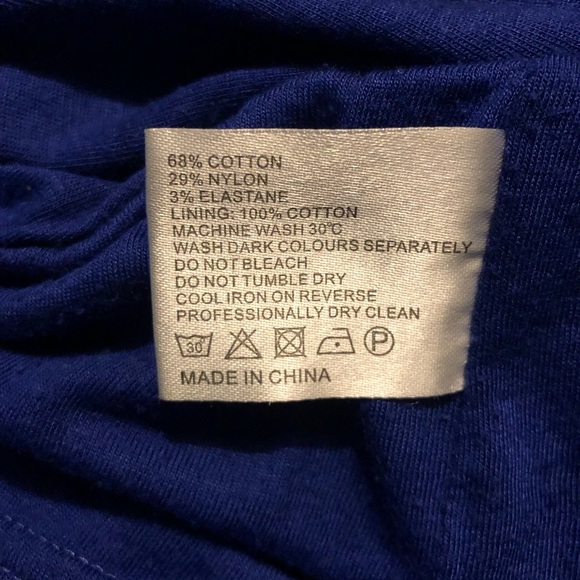 68% COTTON
29% NYLON
3% ELASTANE
LINING: 100% COTTON
MACHINE WASH 30℃
WASH DARK COLOURS SEPARATELY
DO NOT BLEACH
DO NOT TUMBLE DRY
COOL IRON ON REVERSE
PROFESSIONALLY DRY CLEAN
30 P
MADE IN CHINA